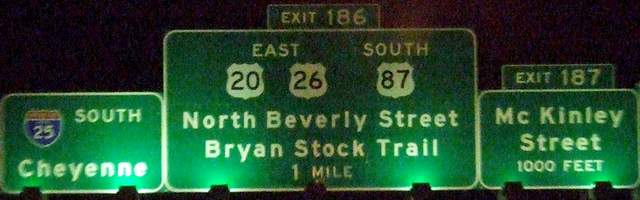 SOUTH
25
Cheyenne
EXIT 186
EAST SOUTH
20 26 87
North Beverly Street
Bryan Stock Trail
1 MILE
EXIT 187
Mc Kinley
Street
1000 FEET